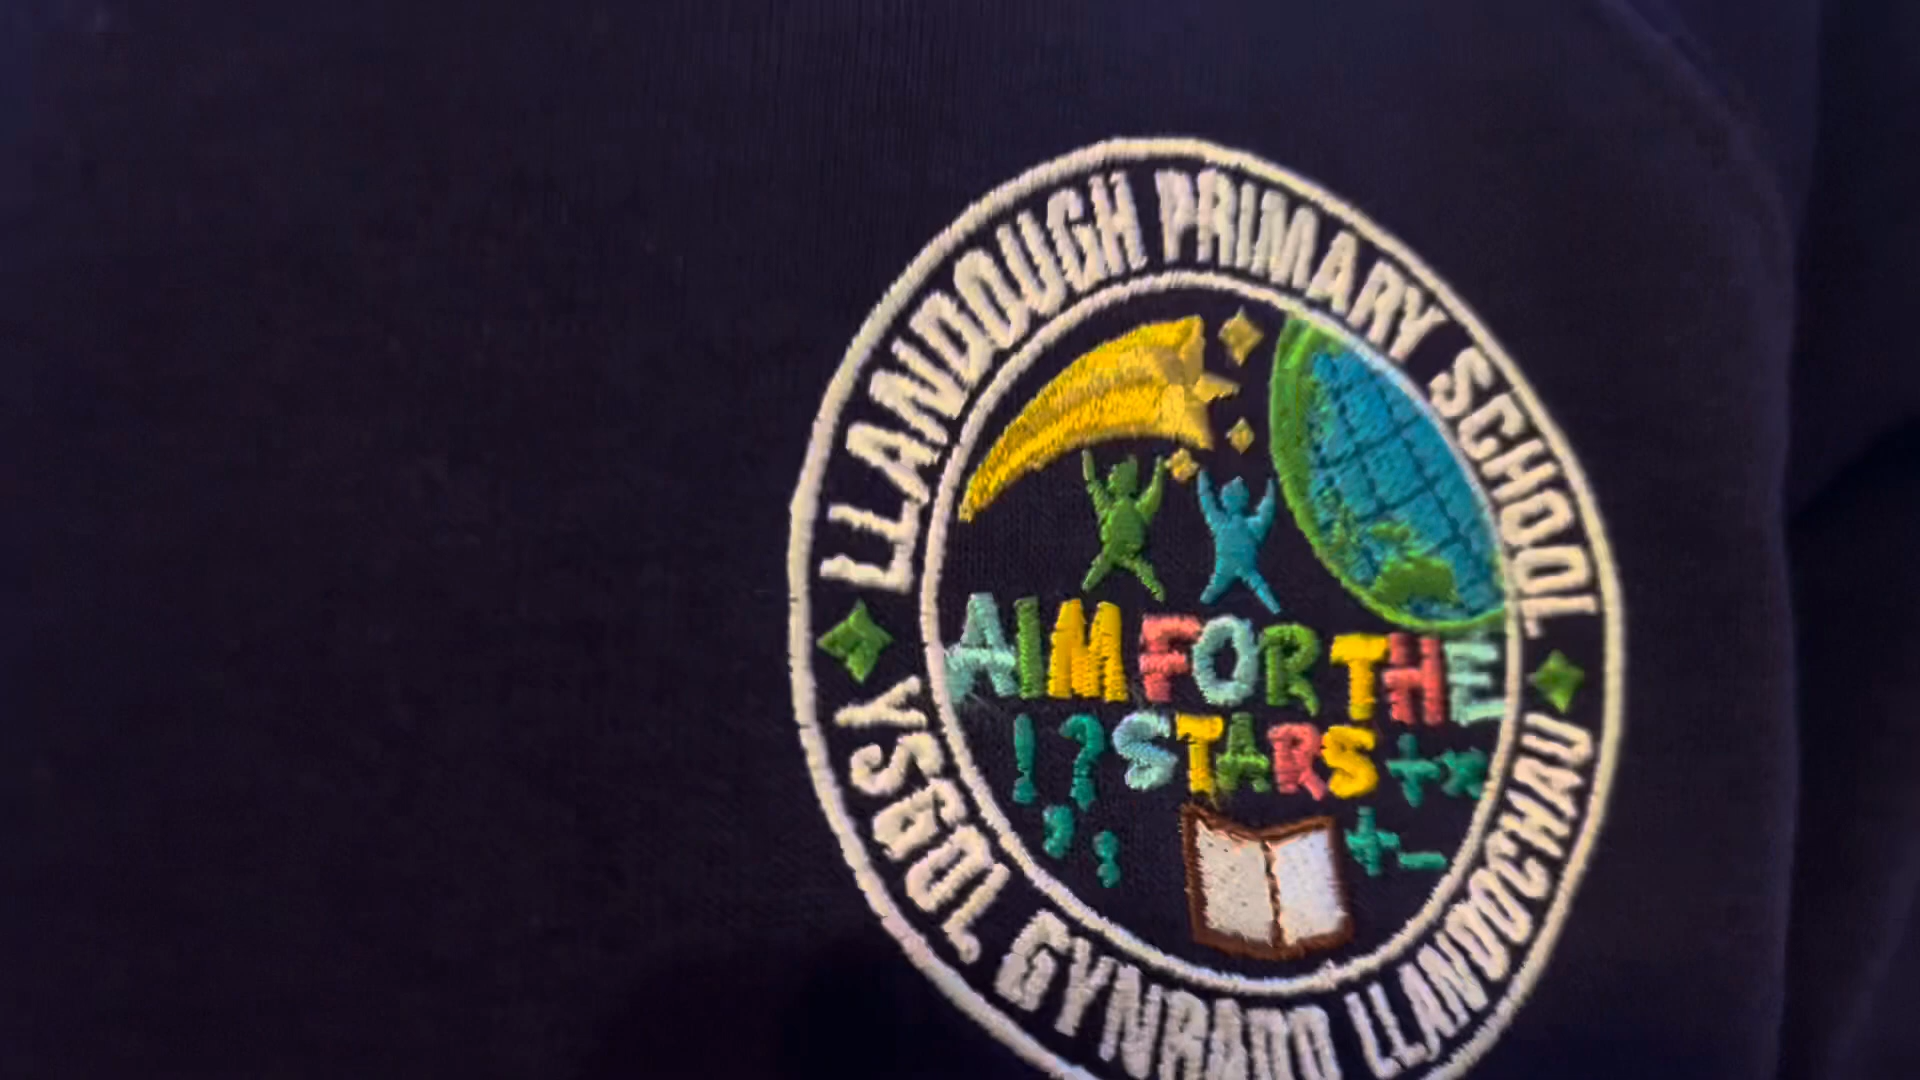 LLANDOUGH PRIMARY SCHOOL
AIM FOR THE
! ? STARS + ×
, ; ÷ −
YSGOL GYNRADD LLANDOCHAU